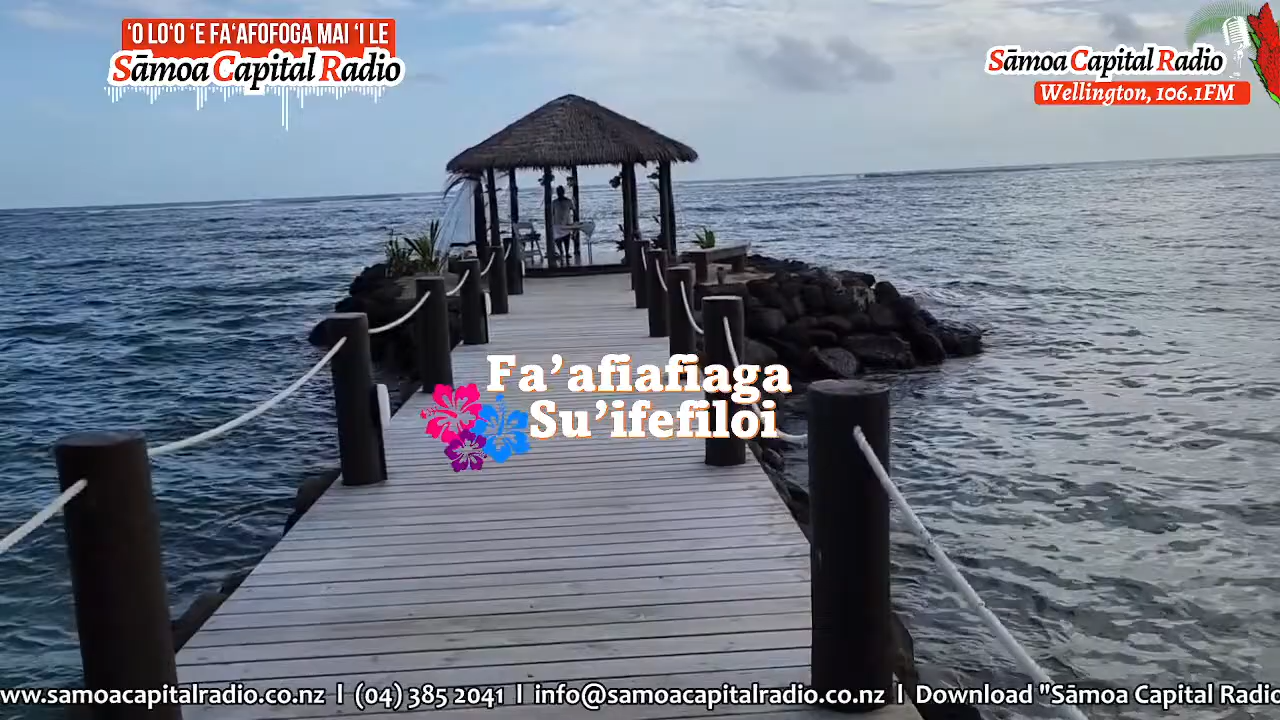 ‘O LO‘O ‘E FA‘AFOFOGA MAI ‘I LE
Sāmoa Capital Radio
Sāmoa Capital Radio
Wellington, 106.1FM
Fa’afiafiaga
Su’ifefiloi
www.samoacapitalradio.co.nz | (04) 385 2041 | info@samoacapitalradio.co.nz | Download "Sāmoa Capital Radio